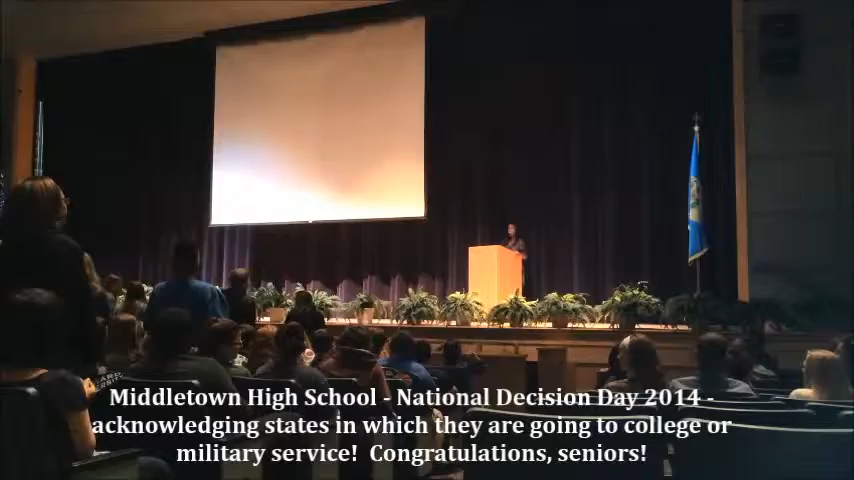 Middletown High School - National Decision Day 2014 -
acknowledging states in which they are going to college or
military service!  Congratulations, seniors!